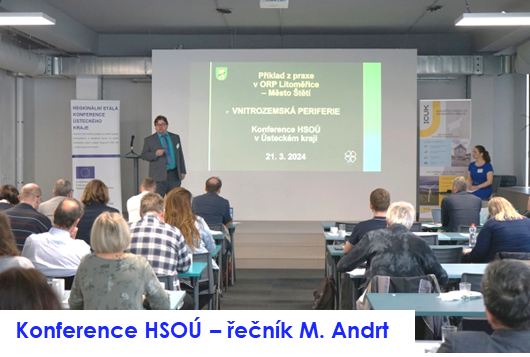 REGIONÁLNÍ STÁLÁ
KONFERENCE
ÚSTECKÉHO
KRAJE
Příklad z praxe
v ORP Litoměřice
– Město Štětí
VNITROZEMSKÁ PERIFERIE
Konference HSOÚ
v Ústeckém kraji
21. 3. 2024
ICUK
Konference HSOÚ – řečník M. Andrt